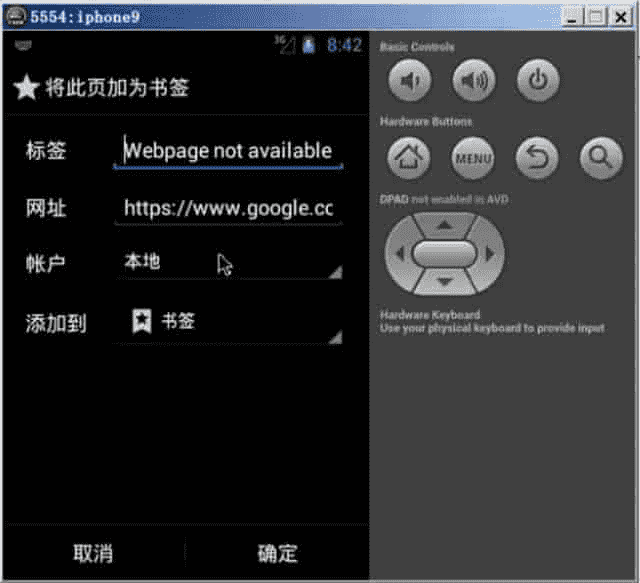 5554:iphone9
3G 8:42
将此页加为书签
标签 Webpage not available
网址 https://www.google.cc
帐户 本地
添加到 书签
取消 确定
Basic Controls
Hardware Buttons
MENU
DPAD not enabled in AVD
Hardware Keyboard
Use your physical keyboard to provide input